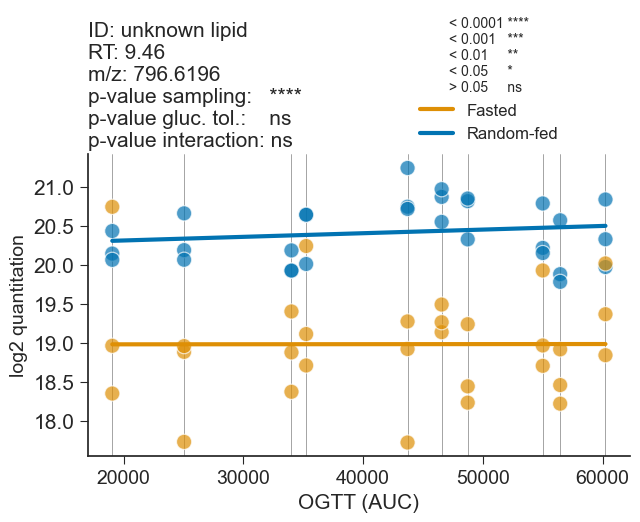 ID: unknown lipid
RT: 9.46
m/z: 796.6196
p-value sampling: ****
p-value gluc. tol.: ns
p-value interaction: ns
< 0.0001 ****
< 0.001 ***
< 0.01 **
< 0.05 *
> 0.05 ns
Fasted
Random-fed
log2 quantitation
21.0
20.5
20.0
19.5
19.0
18.5
18.0
20000 30000 40000 50000 60000
OGTT (AUC)